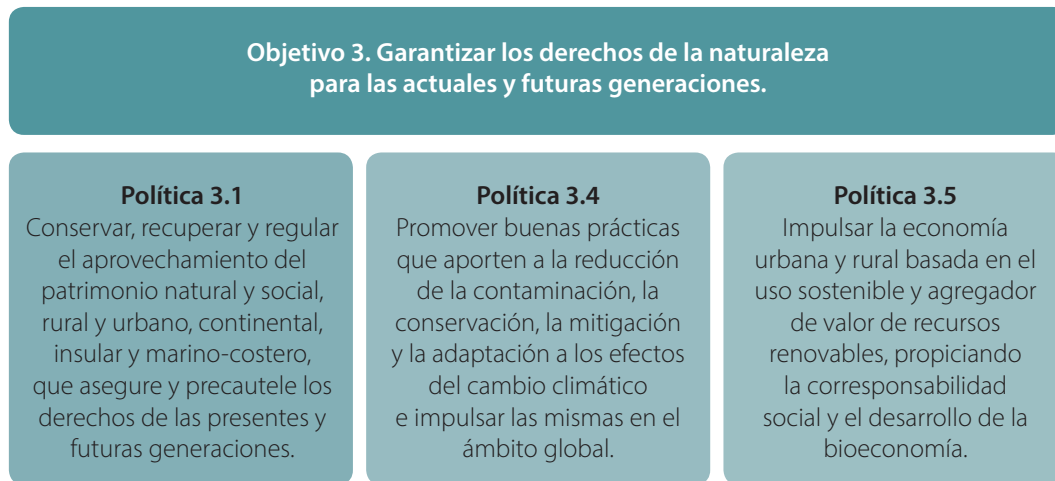 Objetivo 3. Garantizar los derechos de la naturaleza
para las actuales y futuras generaciones.
Política 3.1
Conservar, recuperar y regular
el aprovechamiento del
patrimonio natural y social,
rural y urbano, continental,
insular y marino-costero,
que asegure y precautele los
derechos de las presentes y
futuras generaciones.
Política 3.4
Promover buenas prácticas
que aporten a la reducción
de la contaminación, la
conservación, la mitigación
y la adaptación a los efectos
del cambio climático
e impulsar las mismas en el
ámbito global.
Política 3.5
Impulsar la economía
urbana y rural basada en el
uso sostenible y agregador
de valor de recursos
renovables, propiciando
la corresponsabilidad
social y el desarrollo de la
bioeconomía.